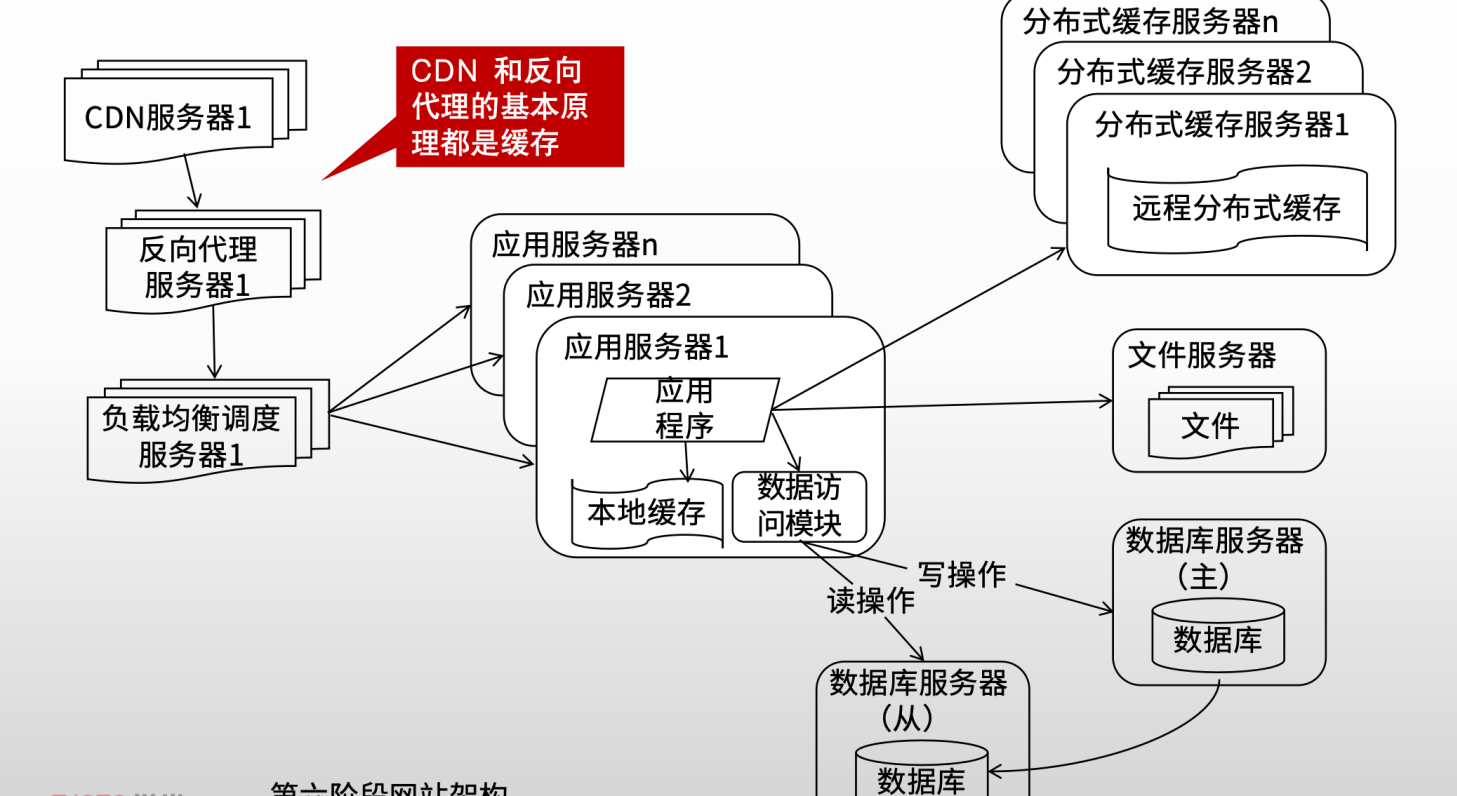 CDN服务器1
CDN 和反向
代理的基本原
理都是缓存
反向代理
服务器1
负载均衡调度
服务器1
应用服务器n
应用服务器2
应用服务器1
应用
程序
本地缓存
数据访
问模块
分布式缓存服务器n
分布式缓存服务器2
分布式缓存服务器1
远程分布式缓存
文件服务器
文件
写操作
读操作
数据库服务器
（主）
数据库
数据库服务器
（从）
数据库
第六阶段网站架构